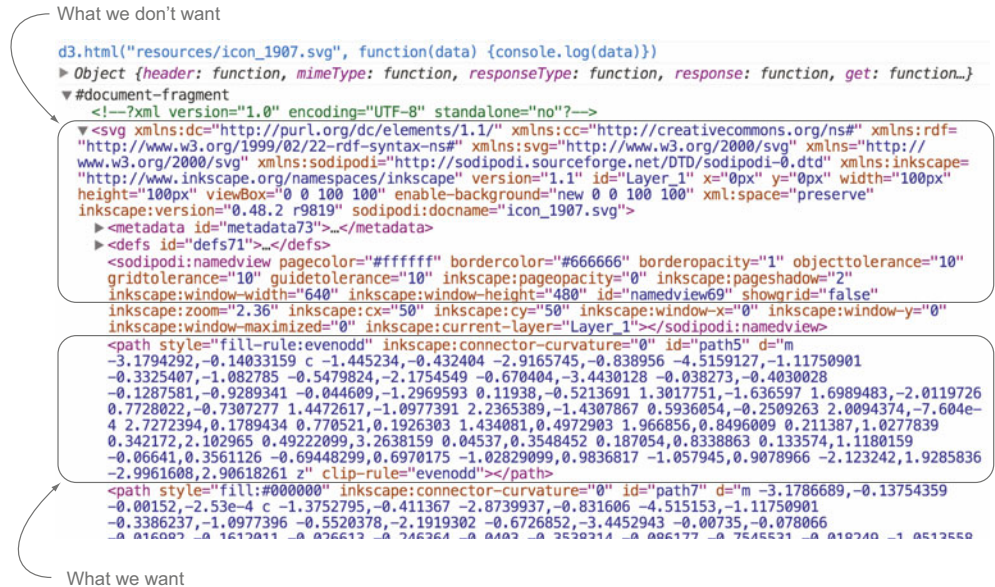 What we don't want
d3.html("resources/icon_1907.svg", function(data) {console.log(data)})
▶ Object {header: function, mimeType: function, responseType: function, response: function, get: function…}
▼#document-fragment
<!--?xml version="1.0" encoding="UTF-8" standalone="no"?-->
▼<svg xmlns:dc="http://purl.org/dc/elements/1.1/" xmlns:cc="http://creativecommons.org/ns#" xmlns:rdf=
"http://www.w3.org/1999/02/22-rdf-syntax-ns#" xmlns:svg="http://www.w3.org/2000/svg" xmlns="http://
www.w3.org/2000/svg" xmlns:sodipodi="http://sodipodi.sourceforge.net/DTD/sodipodi-0.dtd" xmlns:inkscape=
"http://www.inkscape.org/namespaces/inkscape" version="1.1" id="Layer_1" x="0px" y="0px" width="100px"
height="100px" viewBox="0 0 100 100" enable-background="new 0 0 100 100" xml:space="preserve"
inkscape:version="0.48.2 r9819" sodipodi:docname="icon_1907.svg">
▶<metadata id="metadata73">…</metadata>
▶<defs id="defs71">…</defs>
<sodipodi:namedview pagecolor="#ffffff" bordercolor="#666666" borderopacity="1" objecttolerance="10"
gridtolerance="10" guidetolerance="10" inkscape:pageopacity="0" inkscape:pageshadow="2"
inkscape:window-width="640" inkscape:window-height="480" id="namedview69" showgrid="false"
inkscape:zoom="2.36" inkscape:cx="50" inkscape:cy="50" inkscape:window-x="0" inkscape:window-y="0"
inkscape:window-maximized="0" inkscape:current-layer="Layer_1"></sodipodi:namedview>
<path style="fill-rule:evenodd" inkscape:connector-curvature="0" id="path5" d="m
-3.1794292,-0.14033159 c -1.445234,-0.432404 -2.9165745,-0.838956 -4.5159127,-1.11750901
-0.3325407,-1.082785 -0.5479824,-2.1754549 -0.670404,-3.4430128 -0.038273,-0.4030028
-0.1287581,-0.9289341 -0.044609,-1.2969593 0.11938,-0.5213691 1.3017751,-1.636597 1.6989483,-2.0119726
0.7728022,-0.7307277 1.4472617,-1.0977391 2.2365389,-1.4307867 0.5936054,-0.2509263 2.0094374,-7.604e-
4 2.7272394,0.1789434 0.770521,0.1926303 1.434081,0.4972903 1.966856,0.8496009 0.211387,1.0277839
0.342172,2.102965 0.49222099,3.2638159 0.04537,0.3548452 0.187054,0.8338863 0.133574,1.1180159
-0.06641,0.3561126 -0.69448299,0.6970175 -1.02829099,0.9836817 -1.057945,0.9078966 -2.123242,1.9285836
-2.9961608,2.90618261 z" clip-rule="evenodd"></path>
<path style="fill:#000000" inkscape:connector-curvature="0" id="path7" d="m -3.1786689,-0.13754359
-0.00152,-2.53e-4 c -1.3752795,-0.411367 -2.8739937,-0.831606 -4.515153,-1.11750901
-0.3386237,-1.0977396 -0.5520378,-2.1919302 -0.6726852,-3.4452943 -0.00735,-0.078066
-0.016982 -0.1612011 -0.026613 -0.246364 -0.0403 -0.3538314 -0.086177 -0.7545531 -0.018249 -1.0513558
What we want